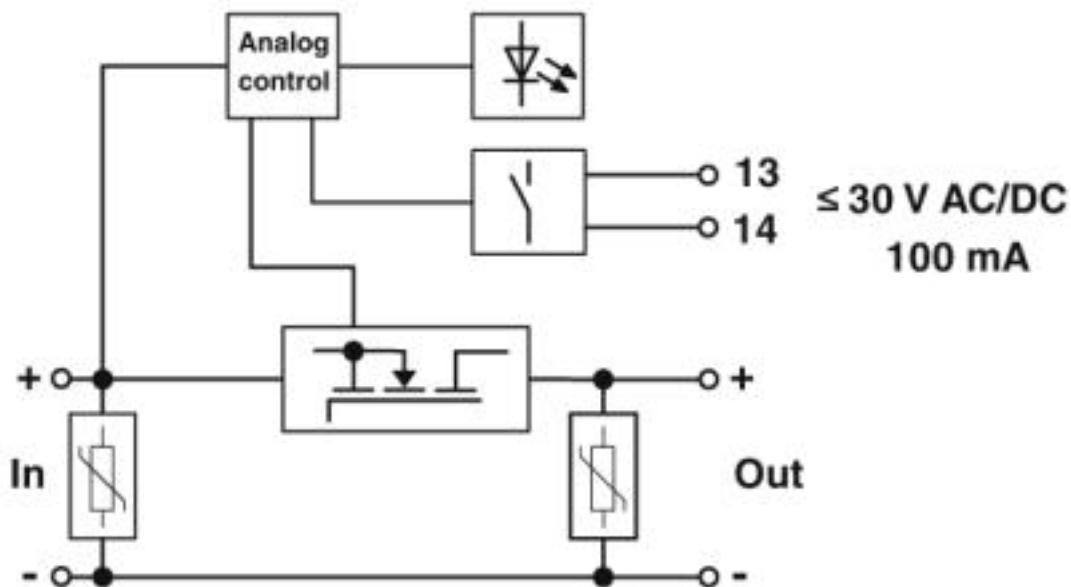 Analog
control
13
≤ 30 V AC/DC
14
100 mA
+
+
In
Out
-
-